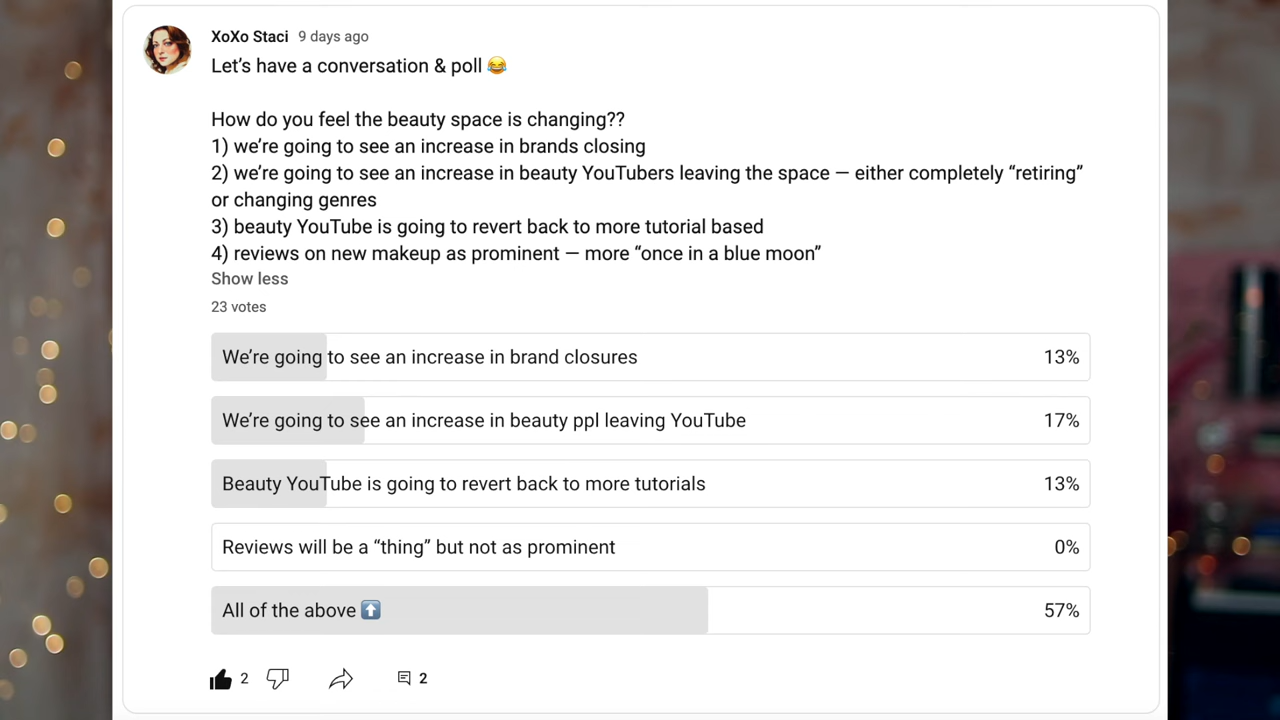 XoXo Staci 9 days ago
Let’s have a conversation & poll 😂
How do you feel the beauty space is changing??
1) we’re going to see an increase in brands closing
2) we’re going to see an increase in beauty YouTubers leaving the space — either completely “retiring”
or changing genres
3) beauty YouTube is going to revert back to more tutorial based
4) reviews on new makeup as prominent — more “once in a blue moon”
Show less
23 votes
We’re going to see an increase in brand closures 13%
We’re going to see an increase in beauty ppl leaving YouTube 17%
Beauty YouTube is going to revert back to more tutorials 13%
Reviews will be a “thing” but not as prominent 0%
All of the above ⬆️ 57%
2 2